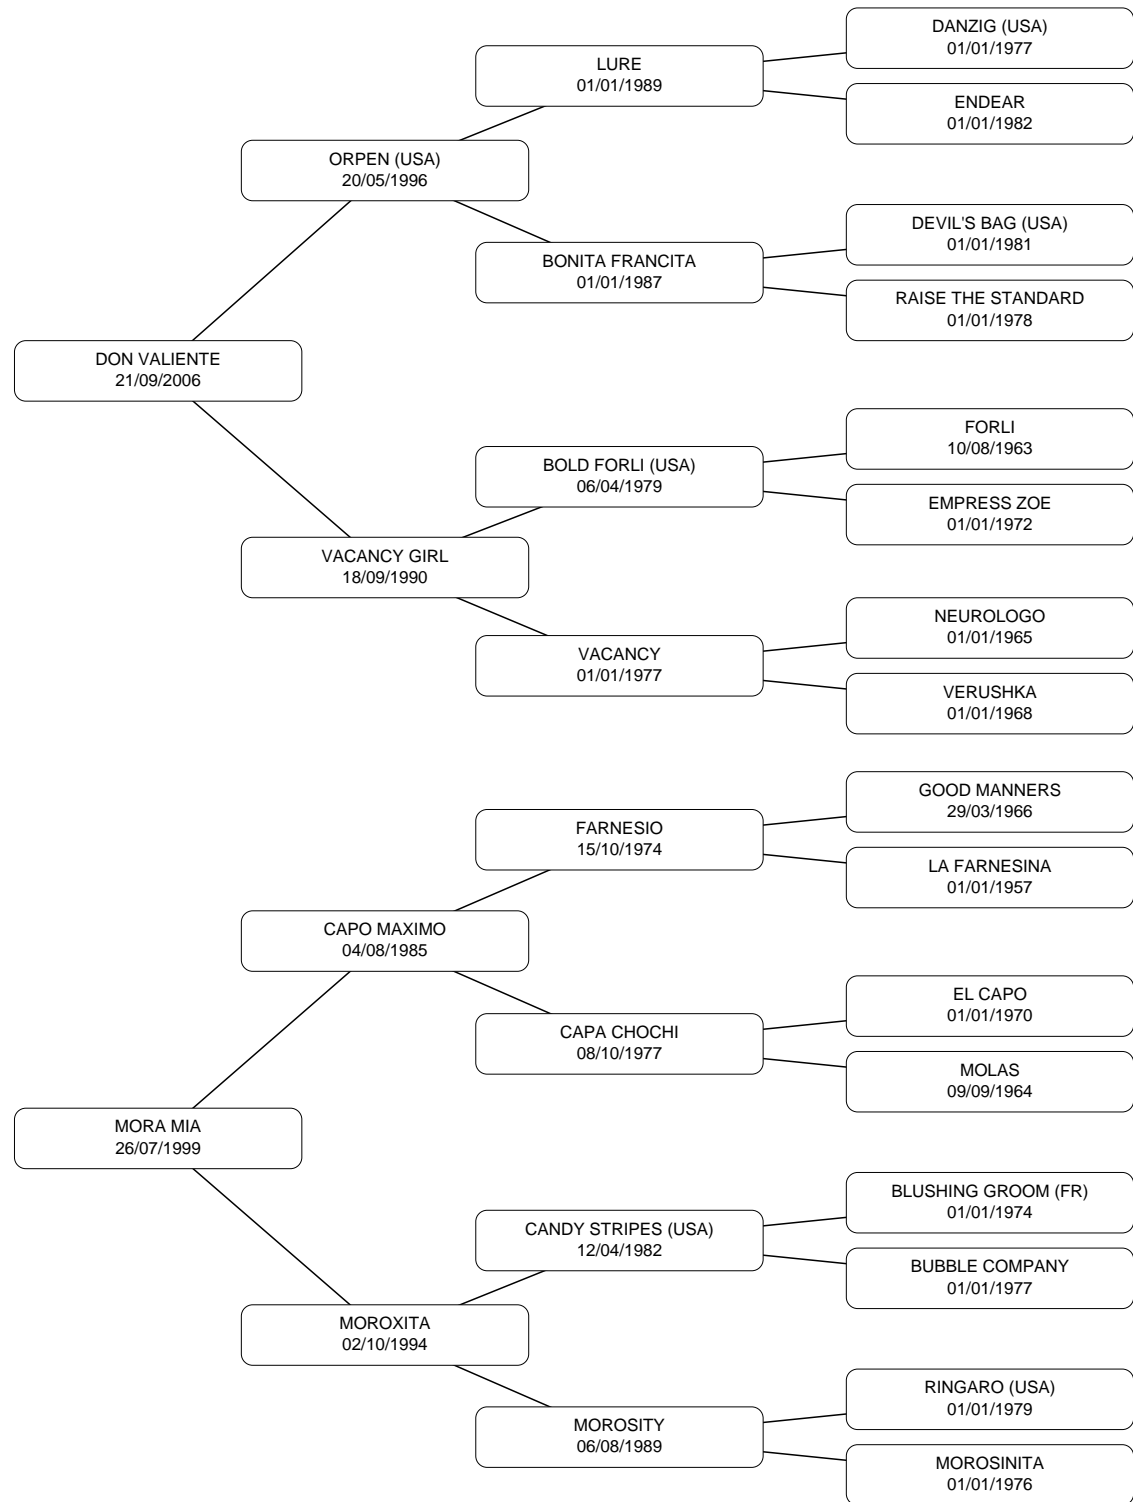 DANZIG (USA)
01/01/1977
LURE
01/01/1989
ENDEAR
01/01/1982
ORPEN (USA)
20/05/1996
DEVIL'S BAG (USA)
01/01/1981
BONITA FRANCITA
01/01/1987
RAISE THE STANDARD
01/01/1978
DON VALIENTE
21/09/2006
FORLI
10/08/1963
BOLD FORLI (USA)
06/04/1979
EMPRESS ZOE
01/01/1972
VACANCY GIRL
18/09/1990
NEUROLOGO
01/01/1965
VACANCY
01/01/1977
VERUSHKA
01/01/1968
GOOD MANNERS
29/03/1966
FARNESIO
15/10/1974
LA FARNESINA
01/01/1957
CAPO MAXIMO
04/08/1985
EL CAPO
01/01/1970
CAPA CHOCHI
08/10/1977
MOLAS
09/09/1964
MORA MIA
26/07/1999
BLUSHING GROOM (FR)
01/01/1974
CANDY STRIPES (USA)
12/04/1982
BUBBLE COMPANY
01/01/1977
MOROXITA
02/10/1994
RINGARO (USA)
01/01/1979
MOROSITY
06/08/1989
MOROSINITA
01/01/1976